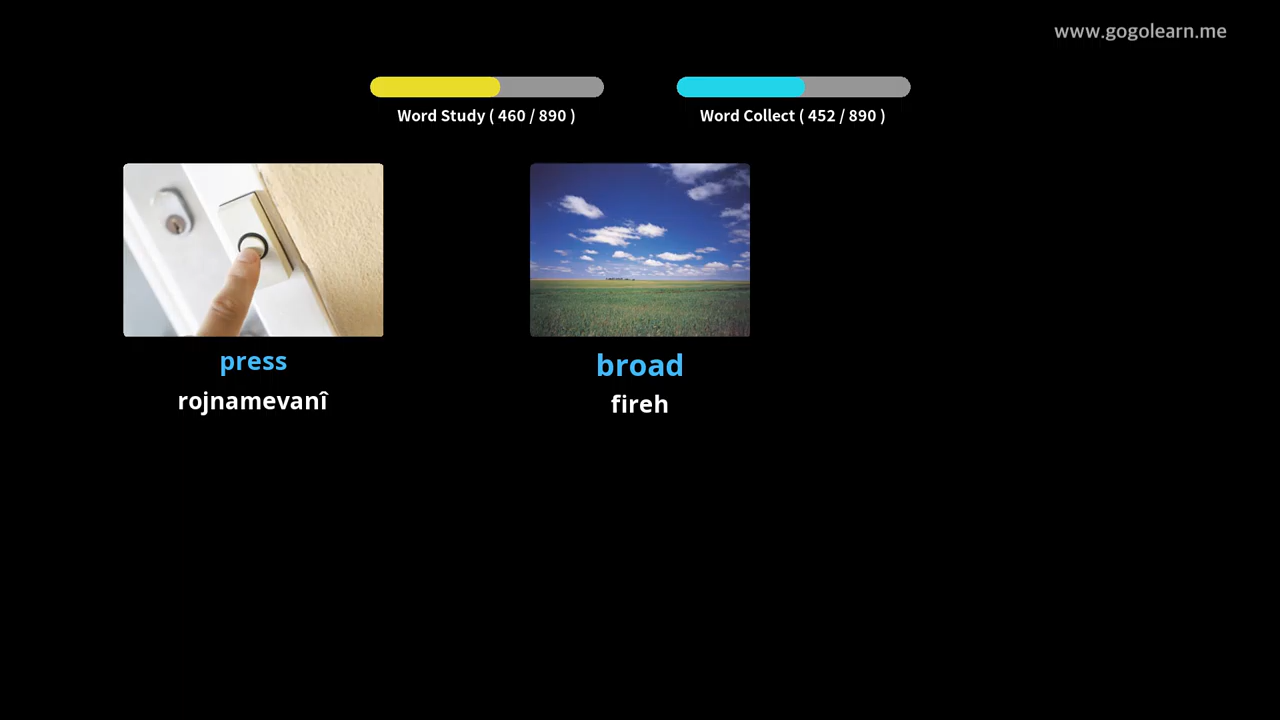 www.gogolearn.me
Word Study ( 460 / 890 )
Word Collect ( 452 / 890 )
press
rojnamevanî
broad
fireh